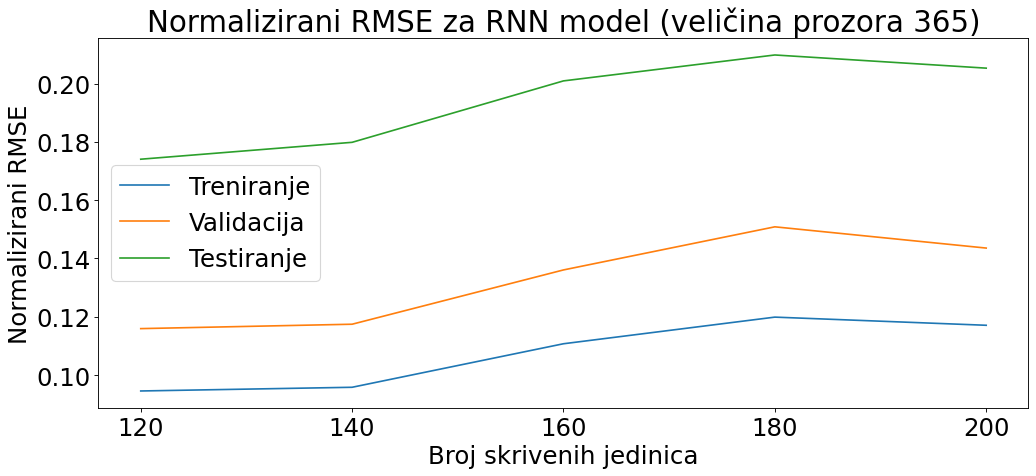 Normalizirani RMSE za RNN model (veličina prozora 365)
Normalizirani RMSE
0.20
0.18
0.16
0.14
0.12
0.10
Treniranje
Validacija
Testiranje
120 140 160 180 200
Broj skrivenih jedinica